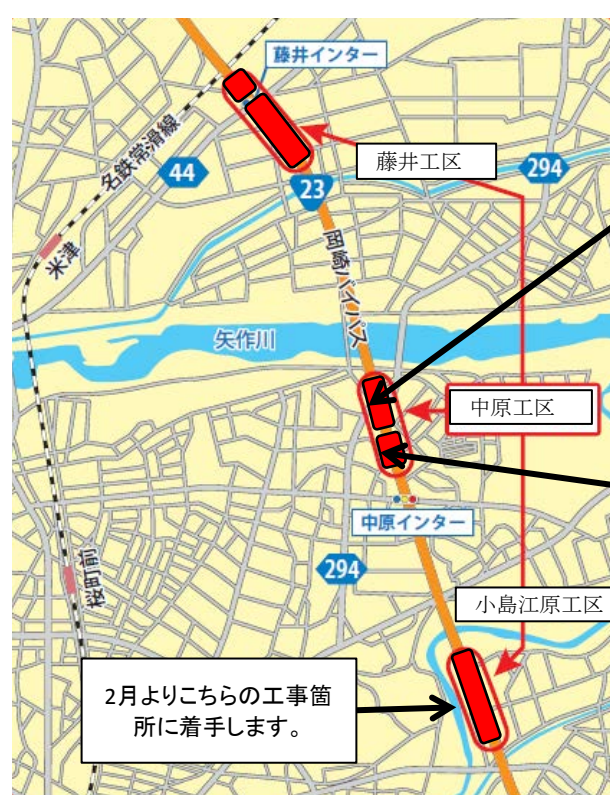 藤井インター
藤井工区
名鉄常滑線
44
294
23
米津
岡崎バイパス
矢作川
中原工区
中原インター
294
桜町前
小島江原工区
2月よりこちらの工事箇
所に着手します。